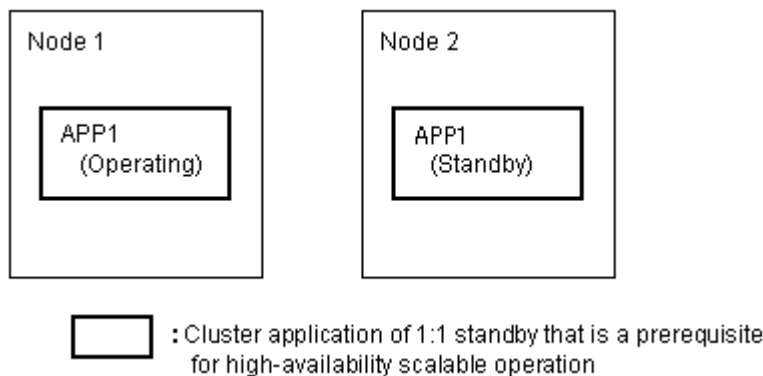 Node 1
Node 2
APP1
(Operating)
APP1
(Standby)
: Cluster application of 1:1 standby that is a prerequisite
for high-availability scalable operation